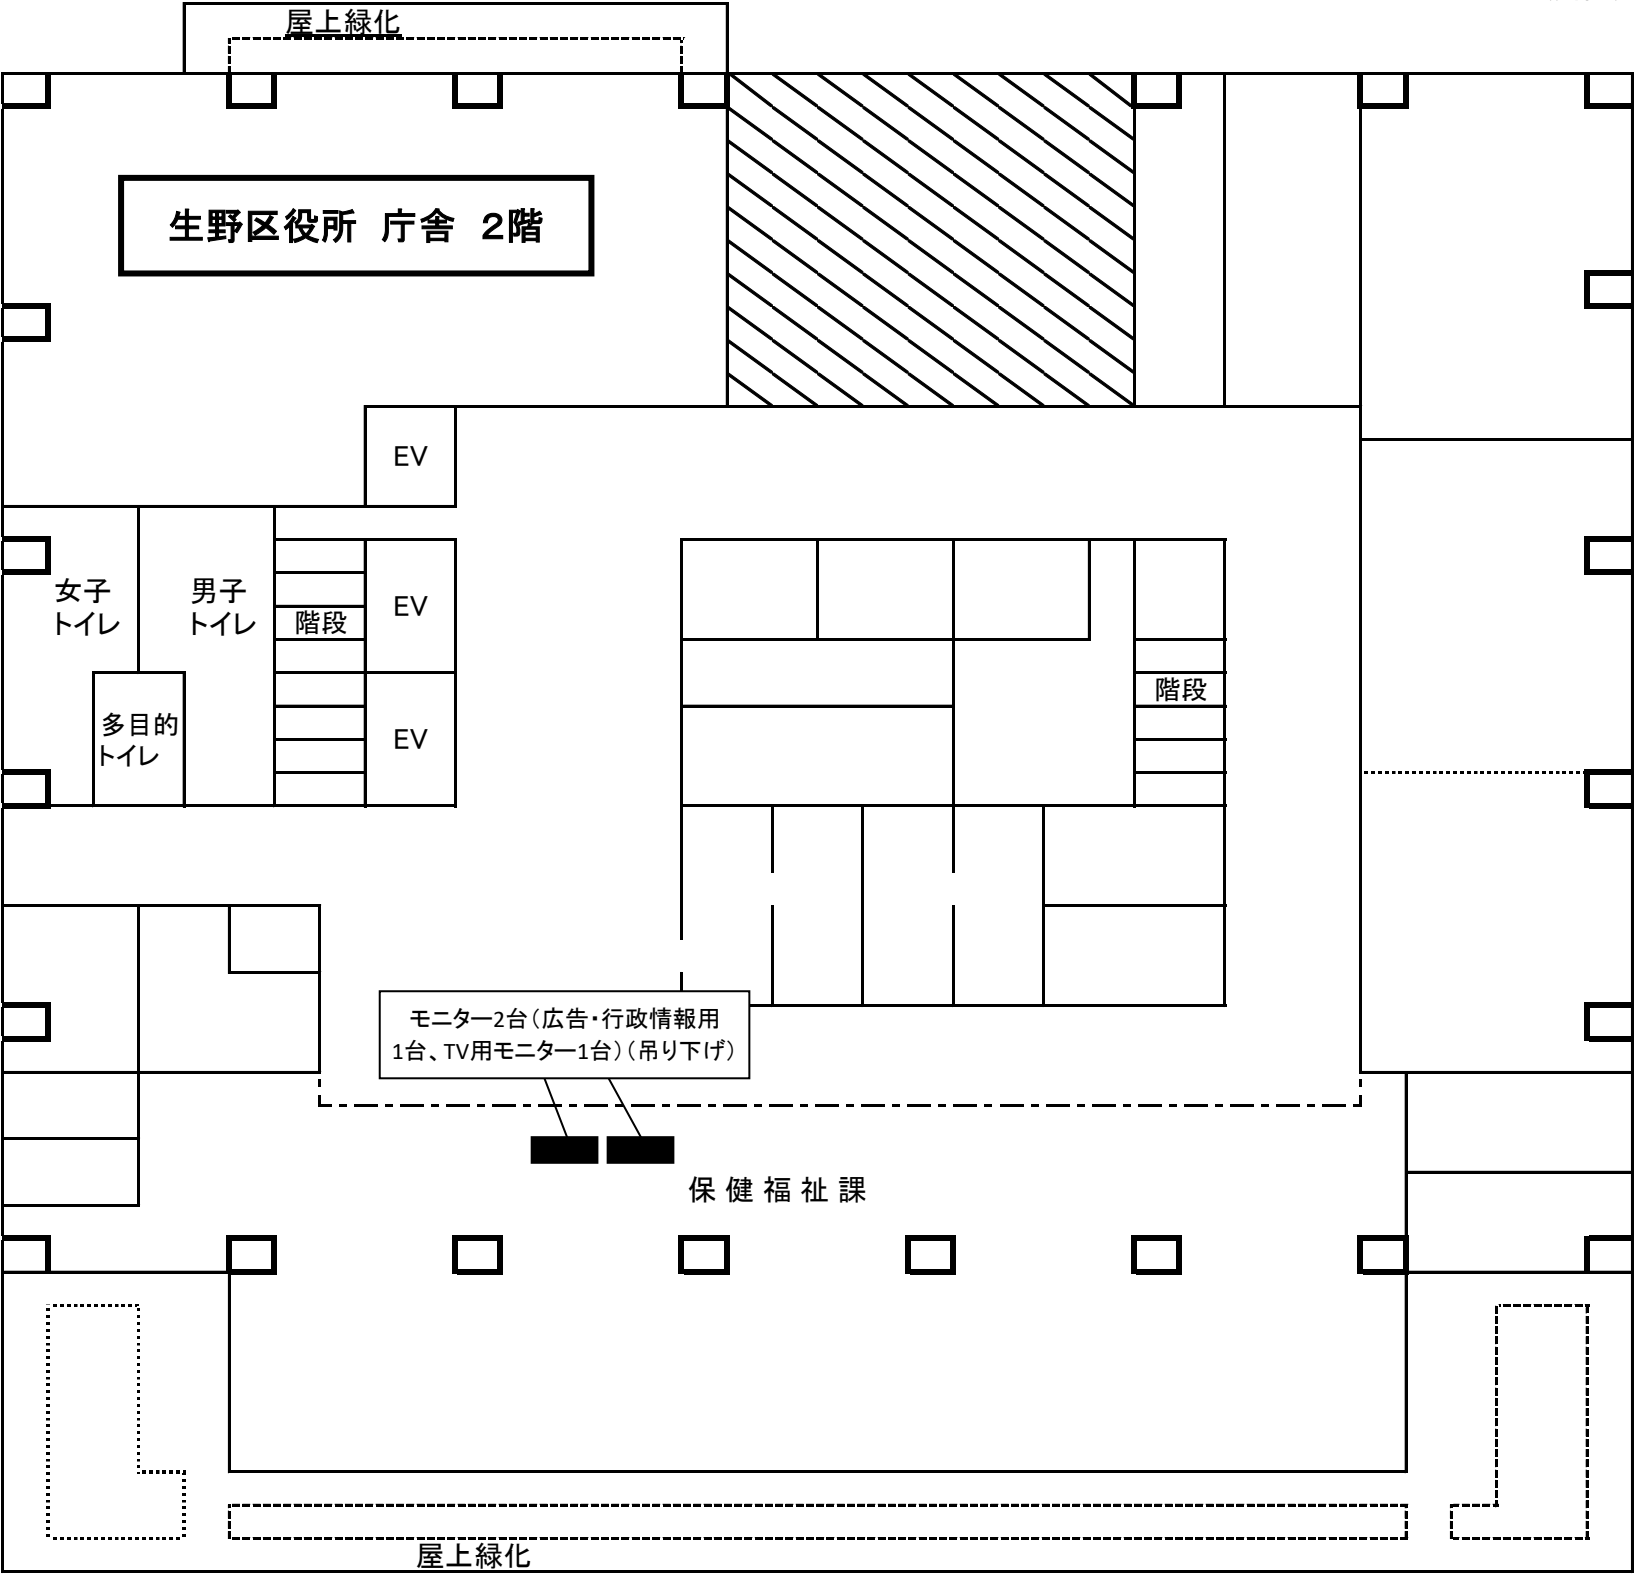 屋上緑化
生野区役所 庁舎 2階
EV
女子
トイレ
男子
トイレ
階段
EV
階段
多目的
トイレ
EV
モニター2台(広告・行政情報用
1台、TV用モニター1台)(吊り下げ)
保健福祉課
屋上緑化